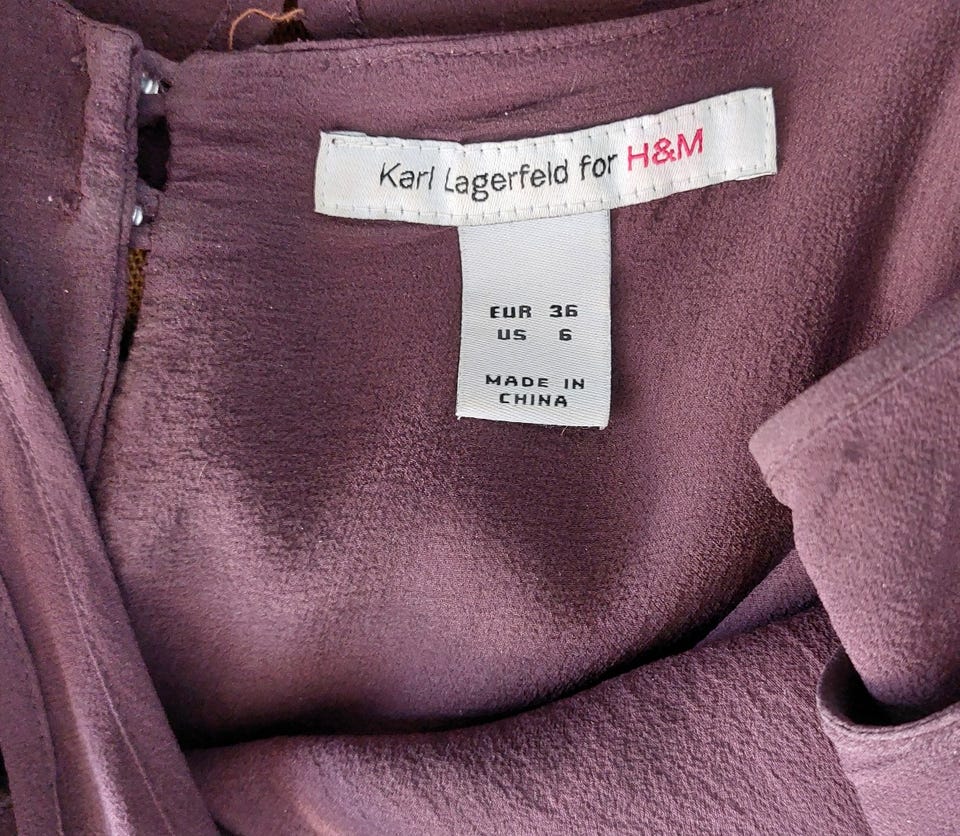 Karl Lagerfeld for H&M
EUR 36
US 6
MADE IN
CHINA